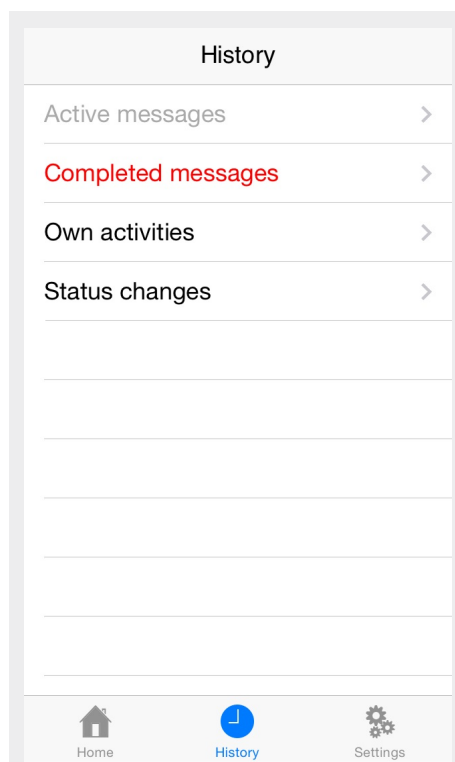 History
Active messages
Completed messages
Own activities
Status changes
Home
History
Settings